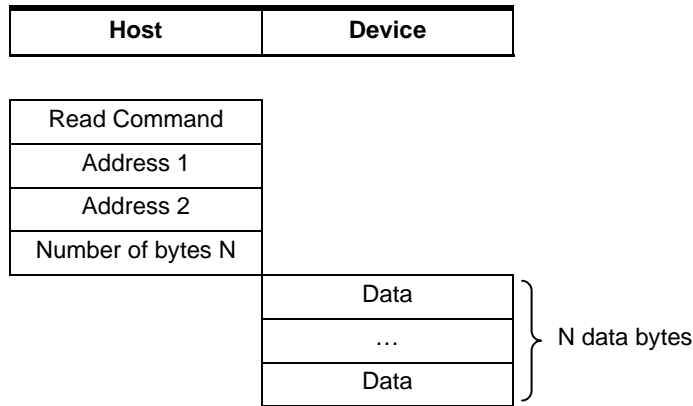 Host Device
Read Command
Address 1
Address 2
Number of bytes N
Data
… N data bytes
Data